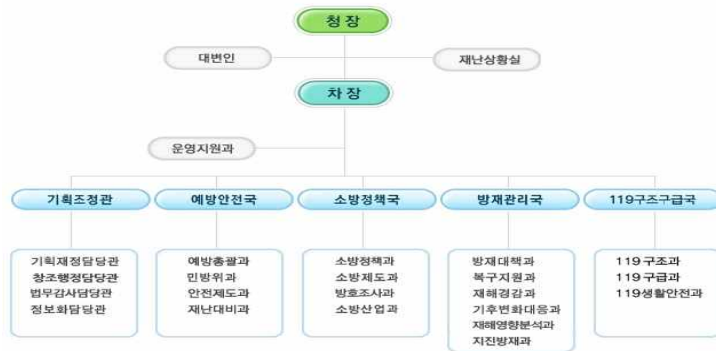 청장
대변인
재난상황실
차장
운영지원과
기획조정관
예방안전국
소방정책국
방재관리국
119구조구급국
기획재정담당관
창조행정담당관
법무감사담당관
정보화담당관
예방총괄과
민방위과
안전제도과
재난대비과
소방정책과
소방제도과
방호조사과
소방산업과
방재대책과
복구지원과
재해경감과
기후변화대응과
재해영향분석과
지진방재과
119 구조과
119 구급과
119생활안전과